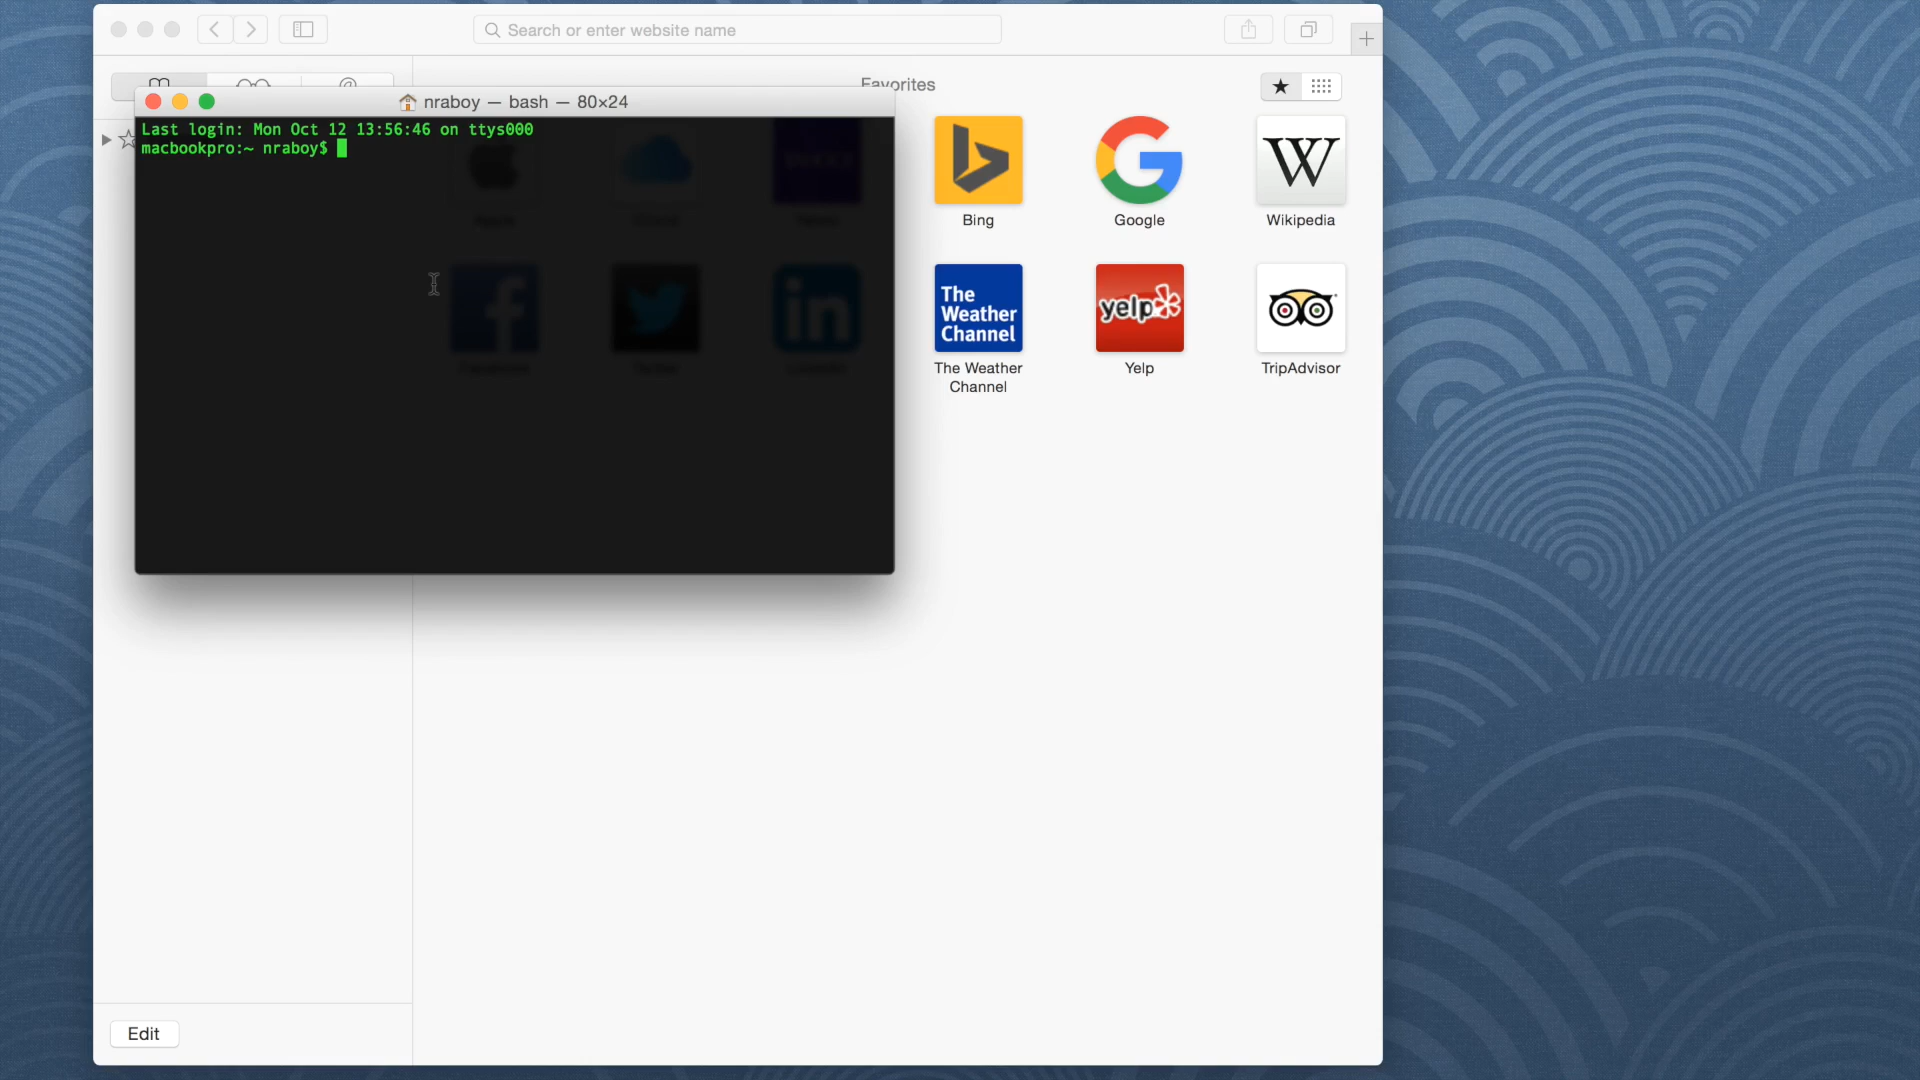 Search or enter website name
Favorites
nraboy — bash — 80×24
Last login: Mon Oct 12 13:56:46 on ttys000
macbookpro:~ nraboy$
Bing
Google
W
Wikipedia
f
in
The
Weather
Channel
yelp
The Weather
Channel
Yelp
TripAdvisor
Edit